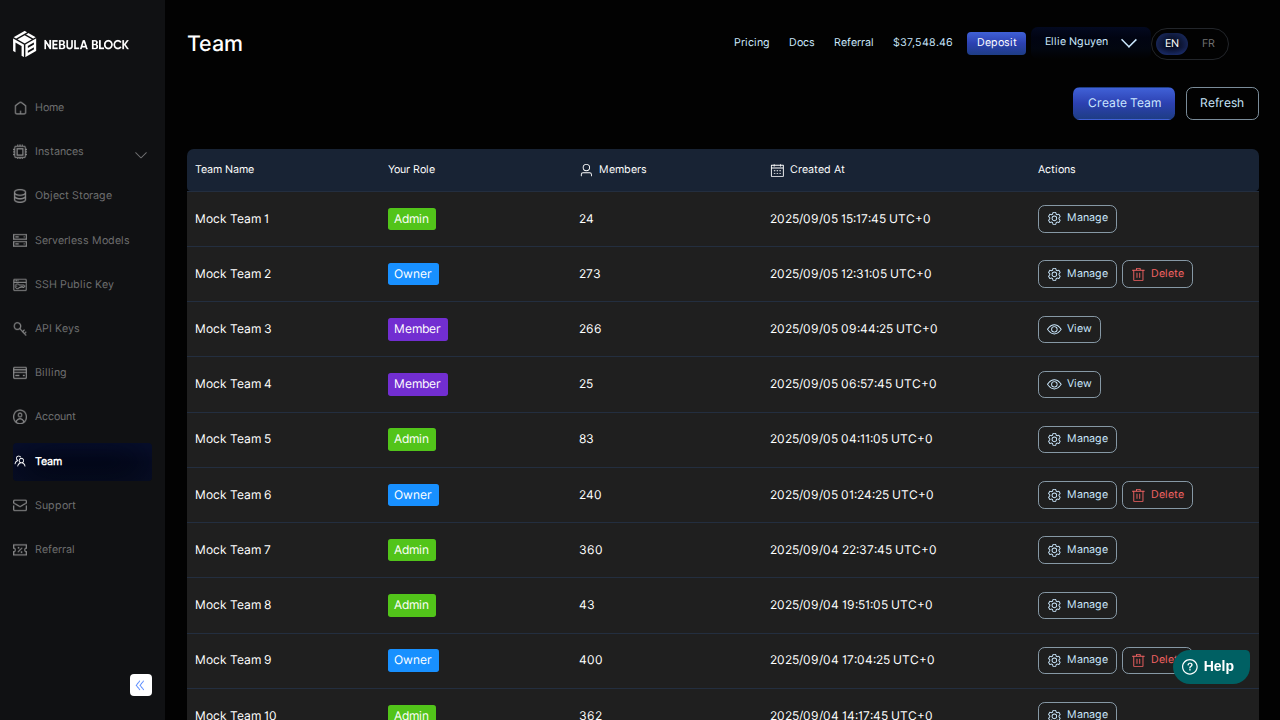 NEBULA BLOCK
Home
Instances
Object Storage
Serverless Models
SSH Public Key
API Keys
Billing
Account
Team
Support
Referral
Team
Pricing Docs Referral $37,548.46 Deposit Ellie Nguyen EN FR
Create Team Refresh
Team Name Your Role Members Created At Actions
Mock Team 1 Admin 24 2025/09/05 15:17:45 UTC+0 Manage
Mock Team 2 Owner 273 2025/09/05 12:31:05 UTC+0 Manage Delete
Mock Team 3 Member 266 2025/09/05 09:44:25 UTC+0 View
Mock Team 4 Member 25 2025/09/05 06:57:45 UTC+0 View
Mock Team 5 Admin 83 2025/09/05 04:11:05 UTC+0 Manage
Mock Team 6 Owner 240 2025/09/05 01:24:25 UTC+0 Manage Delete
Mock Team 7 Admin 360 2025/09/04 22:37:45 UTC+0 Manage
Mock Team 8 Admin 43 2025/09/04 19:51:05 UTC+0 Manage
Mock Team 9 Owner 400 2025/09/04 17:04:25 UTC+0 Manage Delete
Mock Team 10 Admin 362 2025/09/04 14:17:45 UTC+0 Manage
Help